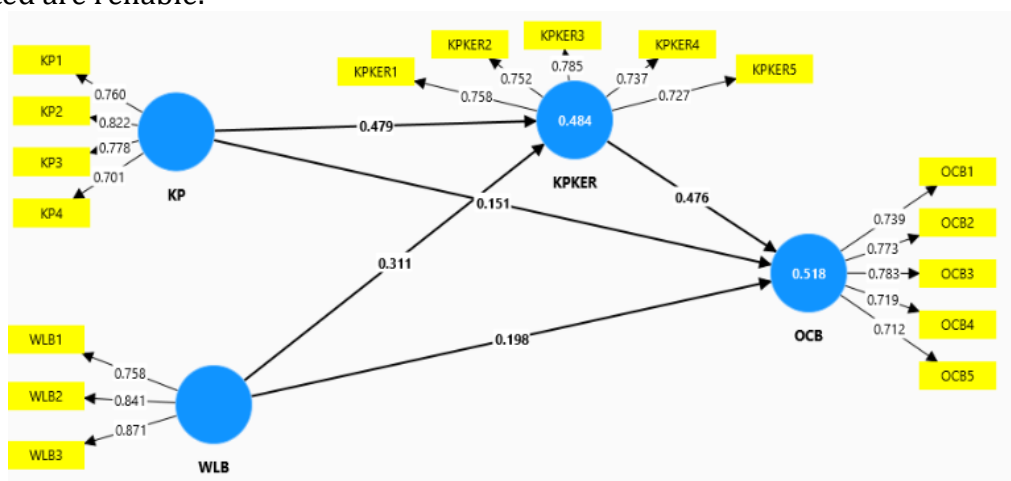 are reliable.
KP1
KP2
KP3
KP4
0.760
0.822
0.778
0.701
KP
KPKER1
KPKER2
KPKER3
KPKER4
KPKER5
0.758
0.752
0.785
0.737
0.727
0.484
KPKER
0.479
0.151
0.311
0.476
0.198
OCB1
OCB2
OCB3
OCB4
OCB5
0.739
0.773
0.783
0.719
0.712
0.518
OCB
WLB1
WLB2
WLB3
0.758
0.841
0.871
WLB